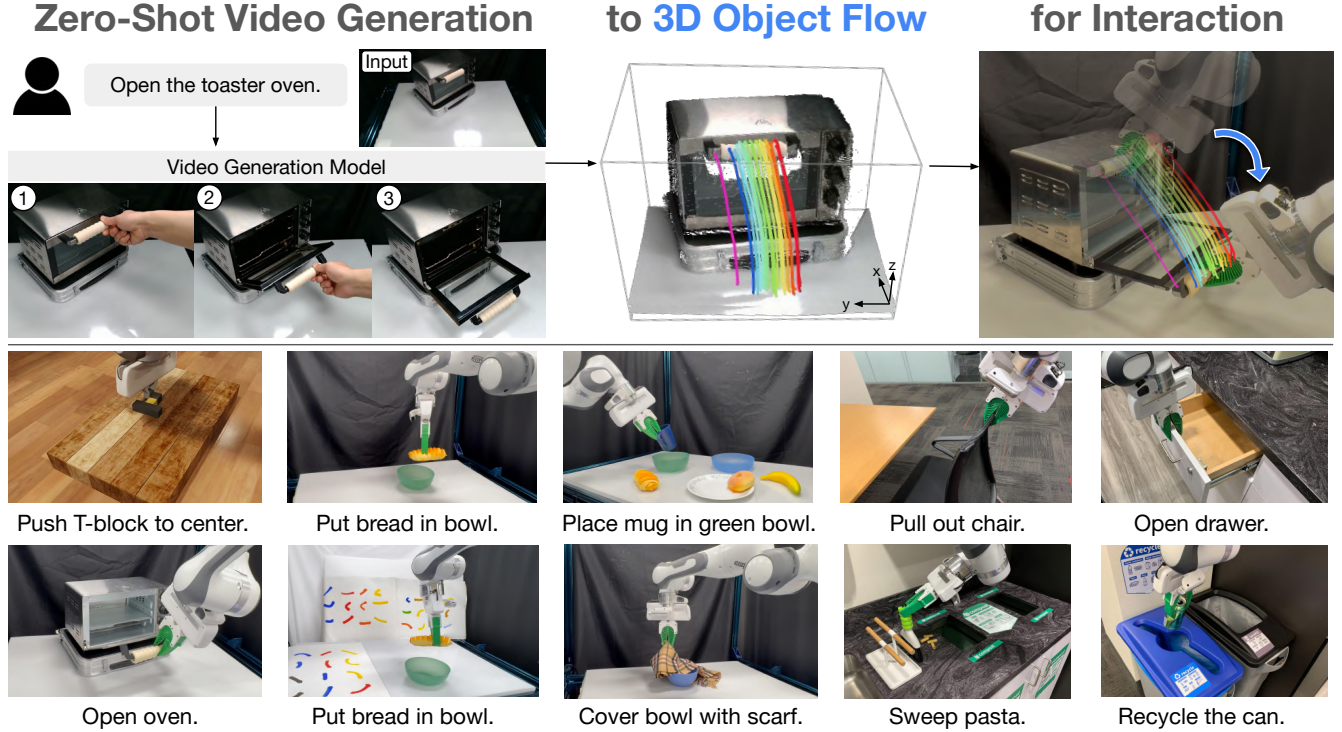 Zero-Shot Video Generation to 3D Object Flow for Interaction
Open the toaster oven.
Input
Video Generation Model
1 2 3
z
x
y
Push T-block to center.
Put bread in bowl.
Place mug in green bowl.
Pull out chair.
Open drawer.
recycle
Open oven.
Put bread in bowl.
Cover bowl with scarf.
Sweep pasta.
Recycle the can.